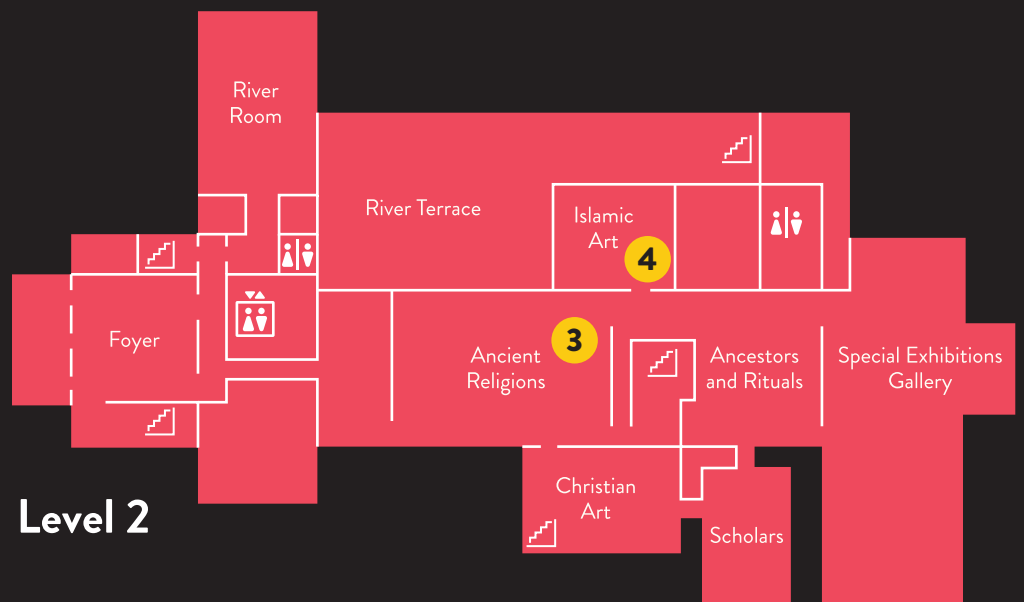 River
Room
River Terrace
Islamic
Art
4
Foyer
3
Ancient
Religions
Ancestors
and Rituals
Special Exhibitions
Gallery
Christian
Art
Level 2
Scholars